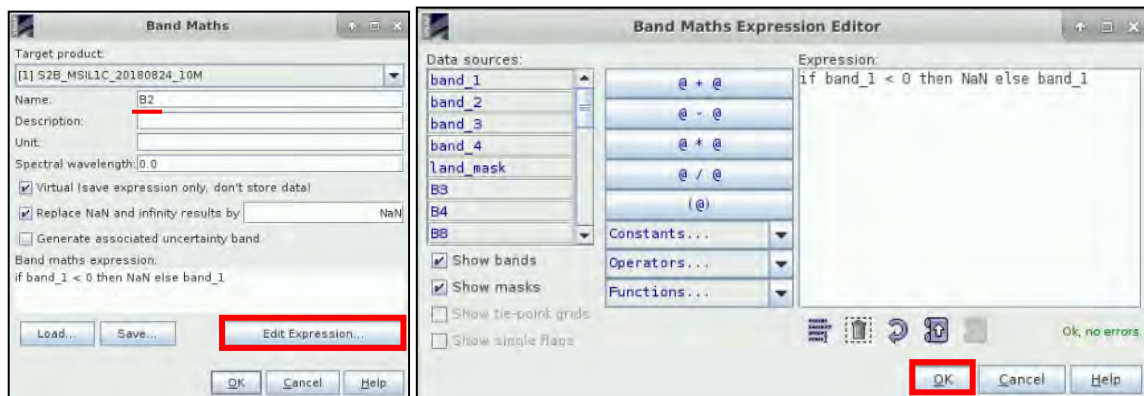 Band Maths
Target product:
[1] S2B_MSIL1C_20180824_10M
Name: B2
Description:
Unit:
Spectral wavelength: 0.0
Virtual (save expression only, don't store data)
Replace NaN and infinity results by NaN
Generate associated uncertainty band
Band maths expression:
if band_1 < 0 then NaN else band_1
Load... Save... Edit Expression...
OK Cancel Help
Band Maths Expression Editor
Data sources:
band_1
band_2
band_3
band_4
land_mask
B3
B4
B8
Show bands
Show masks
Show tie-point grids
Show single flags
@ + @
@ - @
@ * @
@ / @
(@)
Constants...
Operators...
Functions...
Expression:
if band_1 < 0 then NaN else band_1
Ok, no errors.
OK Cancel Help